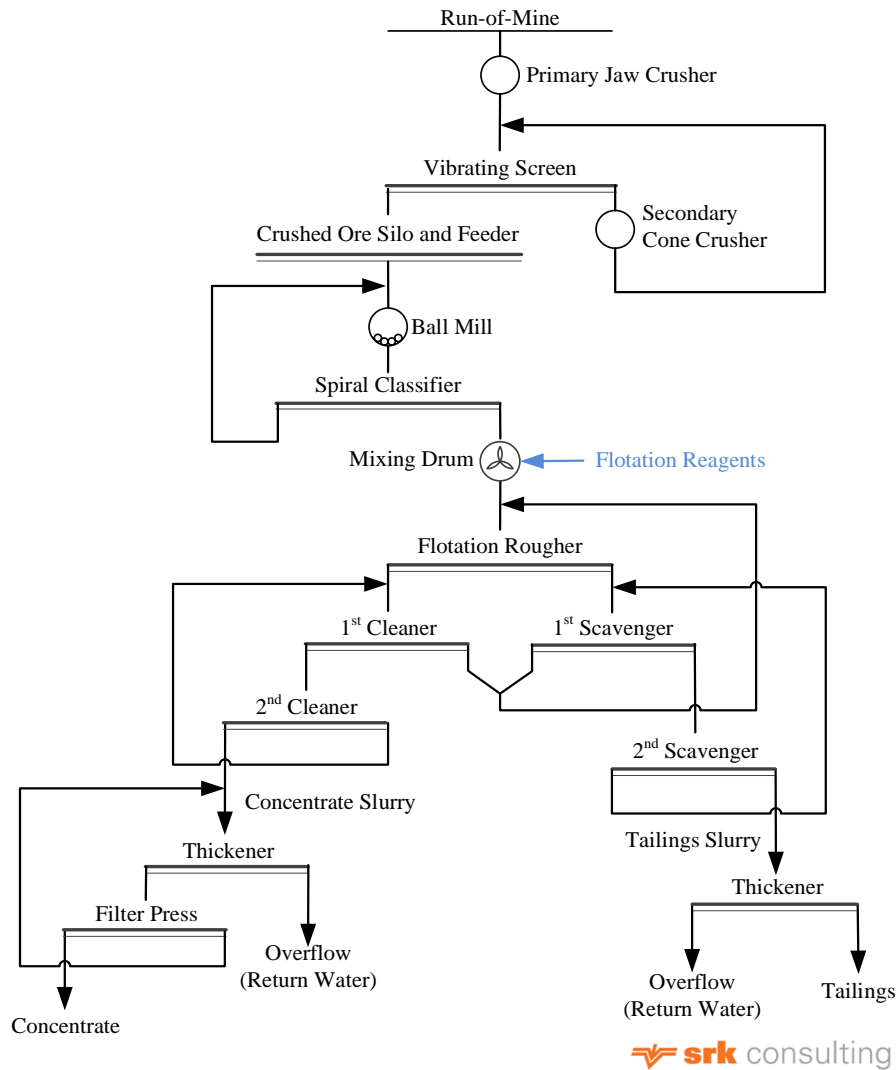 Run-of-Mine
Primary Jaw Crusher
Vibrating Screen
Secondary
Cone Crusher
Crushed Ore Silo and Feeder
Ball Mill
Spiral Classifier
Mixing Drum
Flotation Reagents
Flotation Rougher
1st Cleaner
1st Scavenger
2nd Cleaner
2nd Scavenger
Concentrate Slurry
Tailings Slurry
Thickener
Thickener
Filter Press
Overflow
(Return Water)
Overflow
(Return Water)
Tailings
Concentrate
srk consulting